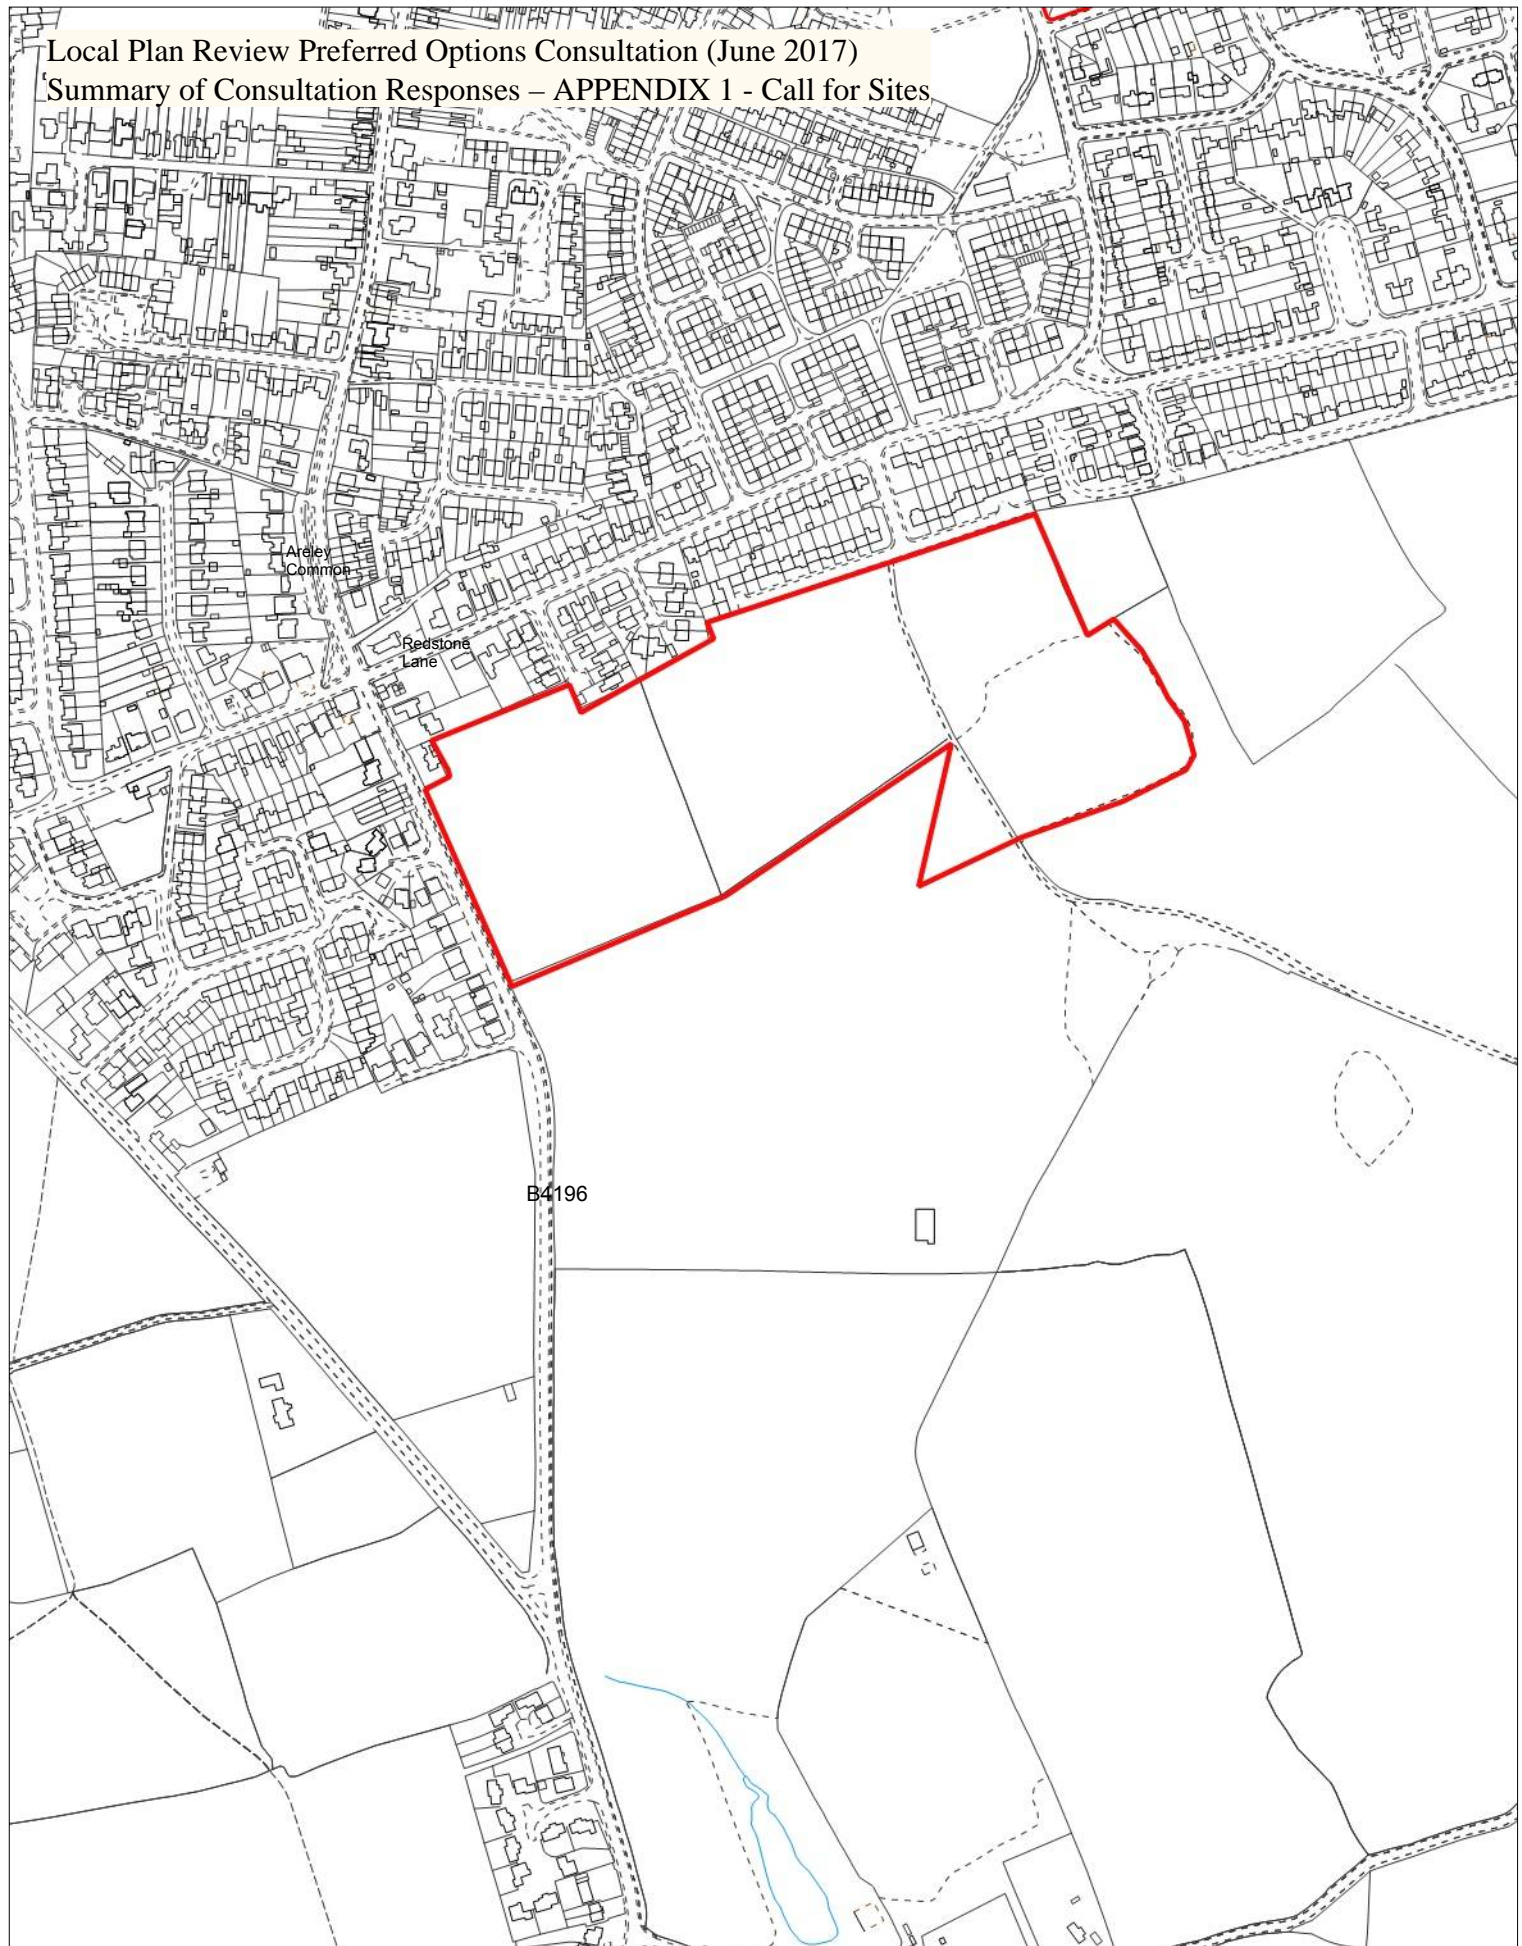 Local Plan Review Preferred Options Consultation (June 2017)
Summary of Consultation Responses – APPENDIX 1 - Call for Sites
Areley
Common
Redstone
Lane
B4196